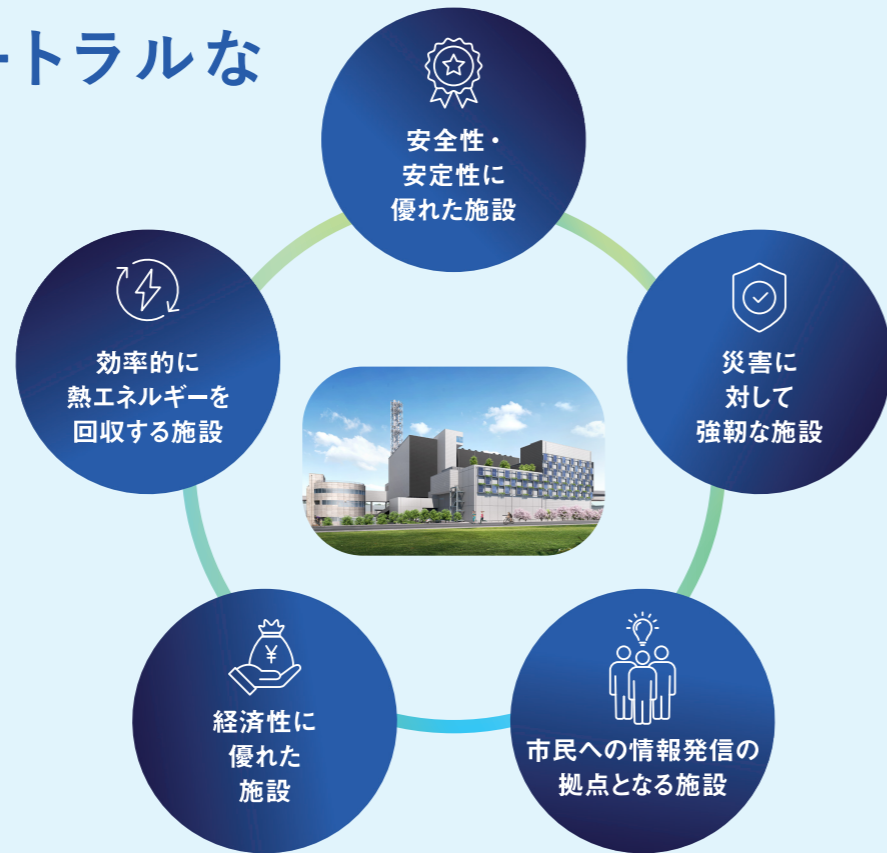 ートラルな
安全性・
安定性に
優れた施設
災害に
対して
強靭な施設
市民への情報発信の
拠点となる施設
経済性に
優れた
施設
¥
効率的に
熱エネルギーを
回収する施設